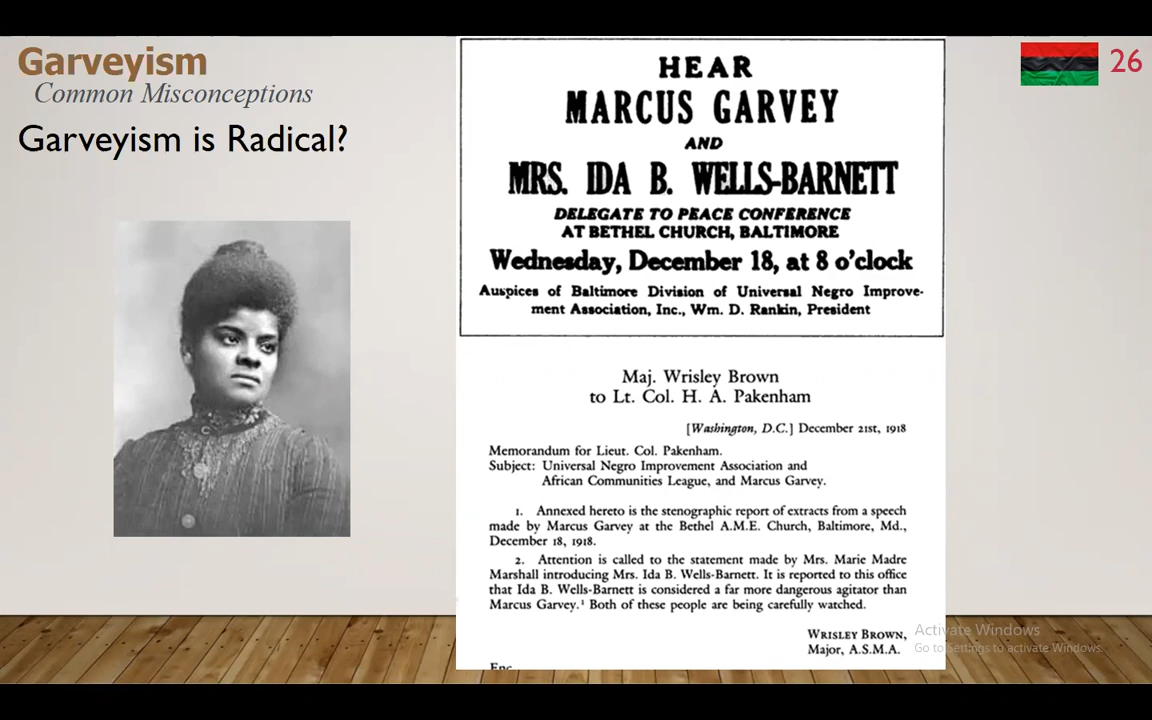 Garveyism
Common Misconceptions
Garveyism is Radical?
26
HEAR
MARCUS GARVEY
AND
MRS. IDA B. WELLS-BARNETT
DELEGATE TO PEACE CONFERENCE
AT BETHEL CHURCH, BALTIMORE
Wednesday, December 18, at 8 o'clock
Auspices of Baltimore Division of Universal Negro Improve-
ment Association, Inc., Wm. D. Rankin, President
Maj. Wrisley Brown
to Lt. Col. H. A. Pakenham
[Washington, D.C.] December 21st, 1918
Memorandum for Lieut. Col. Pakenham.
Subject: Universal Negro Improvement Association and
African Communities League, and Marcus Garvey.
1. Annexed hereto is the stenographic report of extracts from a speech
made by Marcus Garvey at the Bethel A.M.E. Church, Baltimore, Md.,
December 18, 1918.
2. Attention is called to the statement made by Mrs. Marie Madre
Marshall introducing Mrs. Ida B. Wells-Barnett. It is reported to this office
that Ida B. Wells-Barnett is considered a far more dangerous agitator than
Marcus Garvey.¹ Both of these people are being carefully watched.
WRISLEY BROWN,
Major, A.S.M.A.
Enc
Activate Windows
Go to Settings to activate Windows.